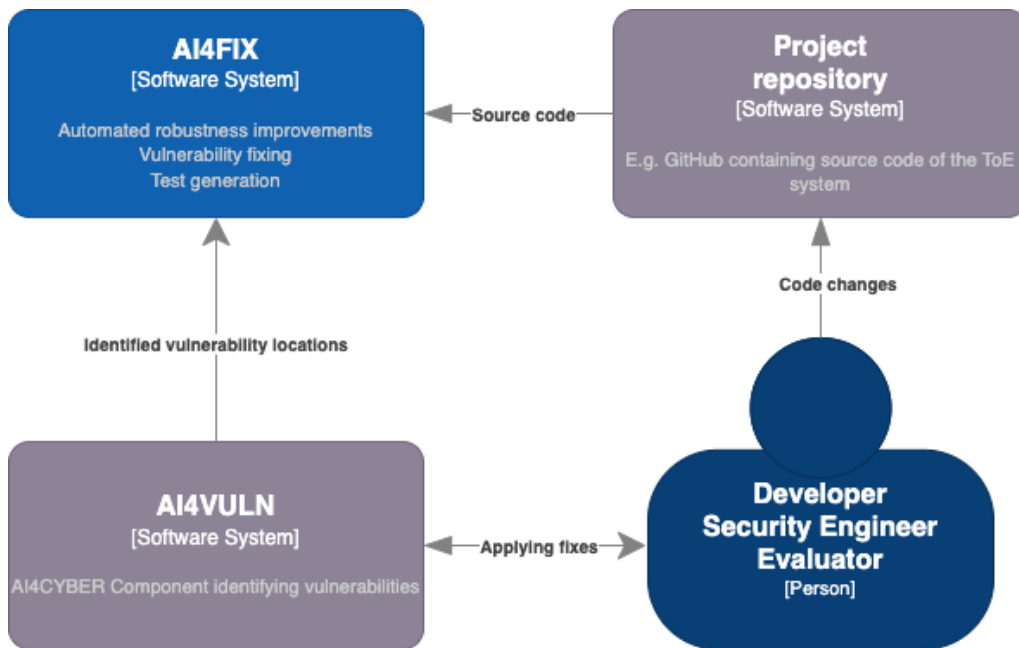 AI4FIX
[Software System]
Automated robustness improvements
Vulnerability fixing
Test generation
Source code
Project
repository
[Software System]
E.g. GitHub containing source code of the ToE
system
Identified vulnerability locations
Code changes
AI4VULN
[Software System]
AI4CYBER Component identifying vulnerabilities
Applying fixes
Developer
Security Engineer
Evaluator
[Person]